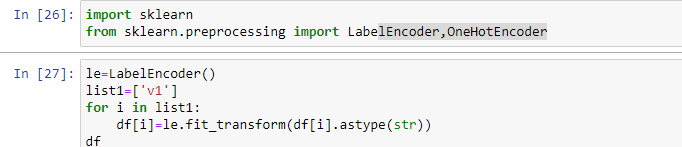 In [26]: import sklearn
from sklearn.preprocessing import LabelEncoder,OneHotEncoder
In [27]: le=LabelEncoder()
list1=['v1']
for i in list1:
    df[i]=le.fit_transform(df[i].astype(str))
df